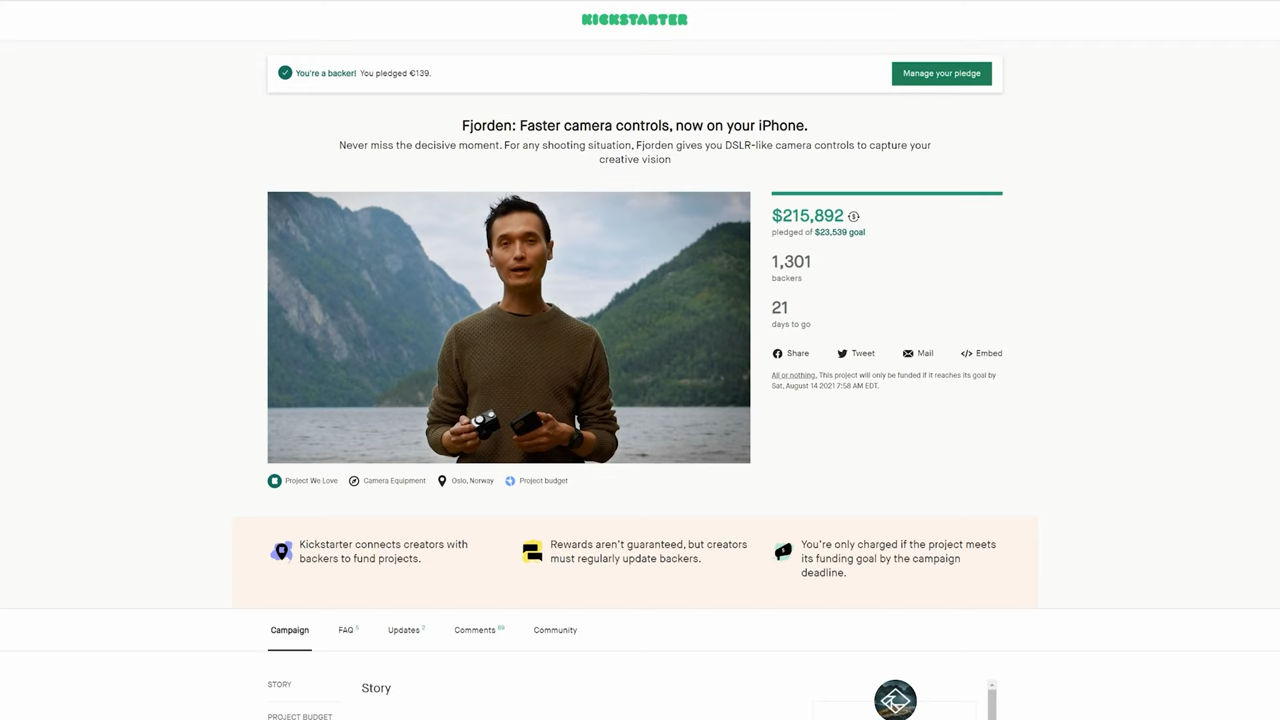 KICKSTARTER
You're a backer! You pledged €139.
Manage your pledge
Fjorden: Faster camera controls, now on your iPhone.
Never miss the decisive moment. For any shooting situation, Fjorden gives you DSLR-like camera controls to capture your
creative vision
$215,892
pledged of $23,539 goal
1,301
backers
21
days to go
Share Tweet Mail Embed
All or nothing. This project will only be funded if it reaches its goal by
Sat, August 14 2021 7:58 AM EDT.
Project We Love Camera Equipment Oslo, Norway Project budget
Kickstarter connects creators with
backers to fund projects.
Rewards aren't guaranteed, but creators
must regularly update backers.
You're only charged if the project meets
its funding goal by the campaign
deadline.
Campaign FAQ 5 Updates 2 Comments 89 Community
STORY
PROJECT BUDGET
Story